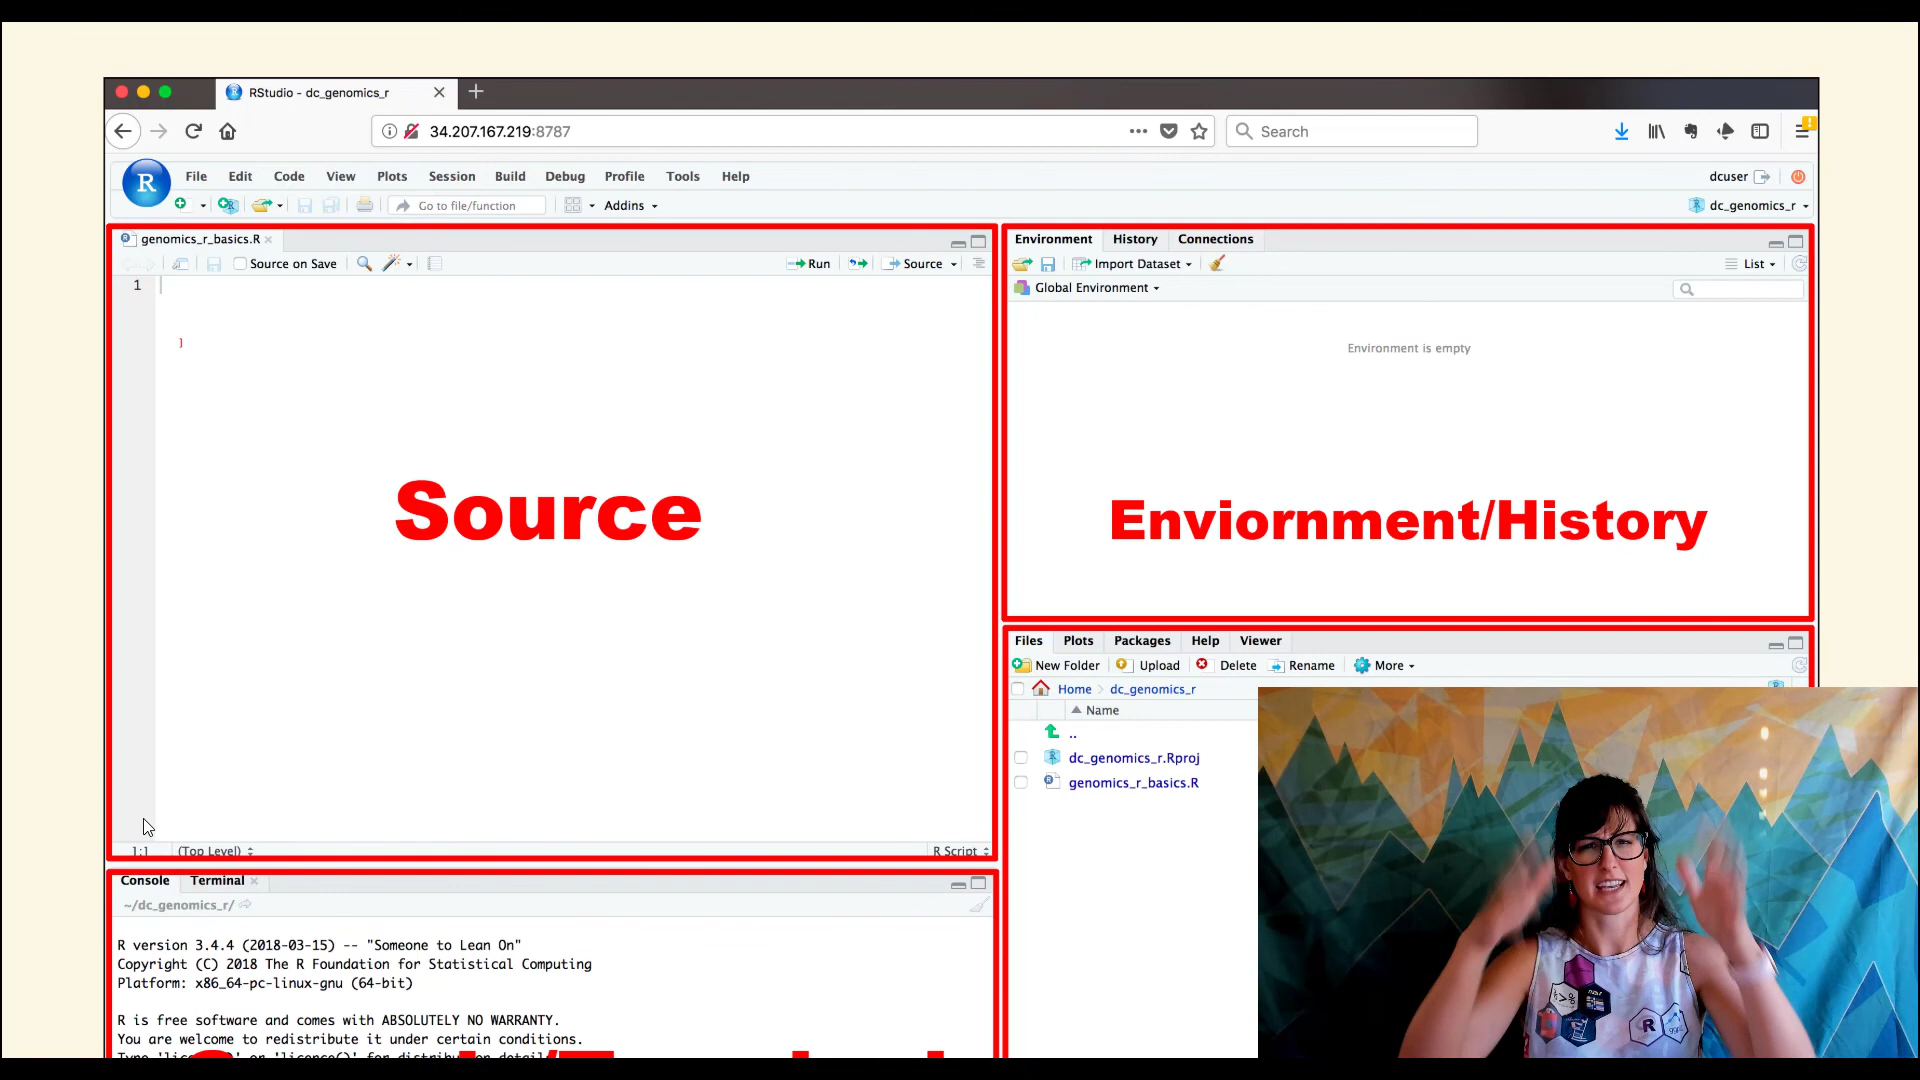 RStudio - dc_genomics_r
34.207.167.219:8787
Search
File Edit Code View Plots Session Build Debug Profile Tools Help
dcuser
Go to file/function
Addins
dc_genomics_r
genomics_r_basics.R
Source on Save
Run
Source
1
]
Source
1:1
(Top Level)
R Script
Environment History Connections
Import Dataset
List
Global Environment
Environment is empty
Enviornment/History
Console Terminal
~/dc_genomics_r/
R version 3.4.4 (2018-03-15) -- "Someone to Lean On"
Copyright (C) 2018 The R Foundation for Statistical Computing
Platform: x86_64-pc-linux-gnu (64-bit)
R is free software and comes with ABSOLUTELY NO WARRANTY.
You are welcome to redistribute it under certain conditions.
Files Plots Packages Help Viewer
New Folder Upload Delete Rename More
Home dc_genomics_r
Name
..
dc_genomics_r.Rproj
genomics_r_basics.R